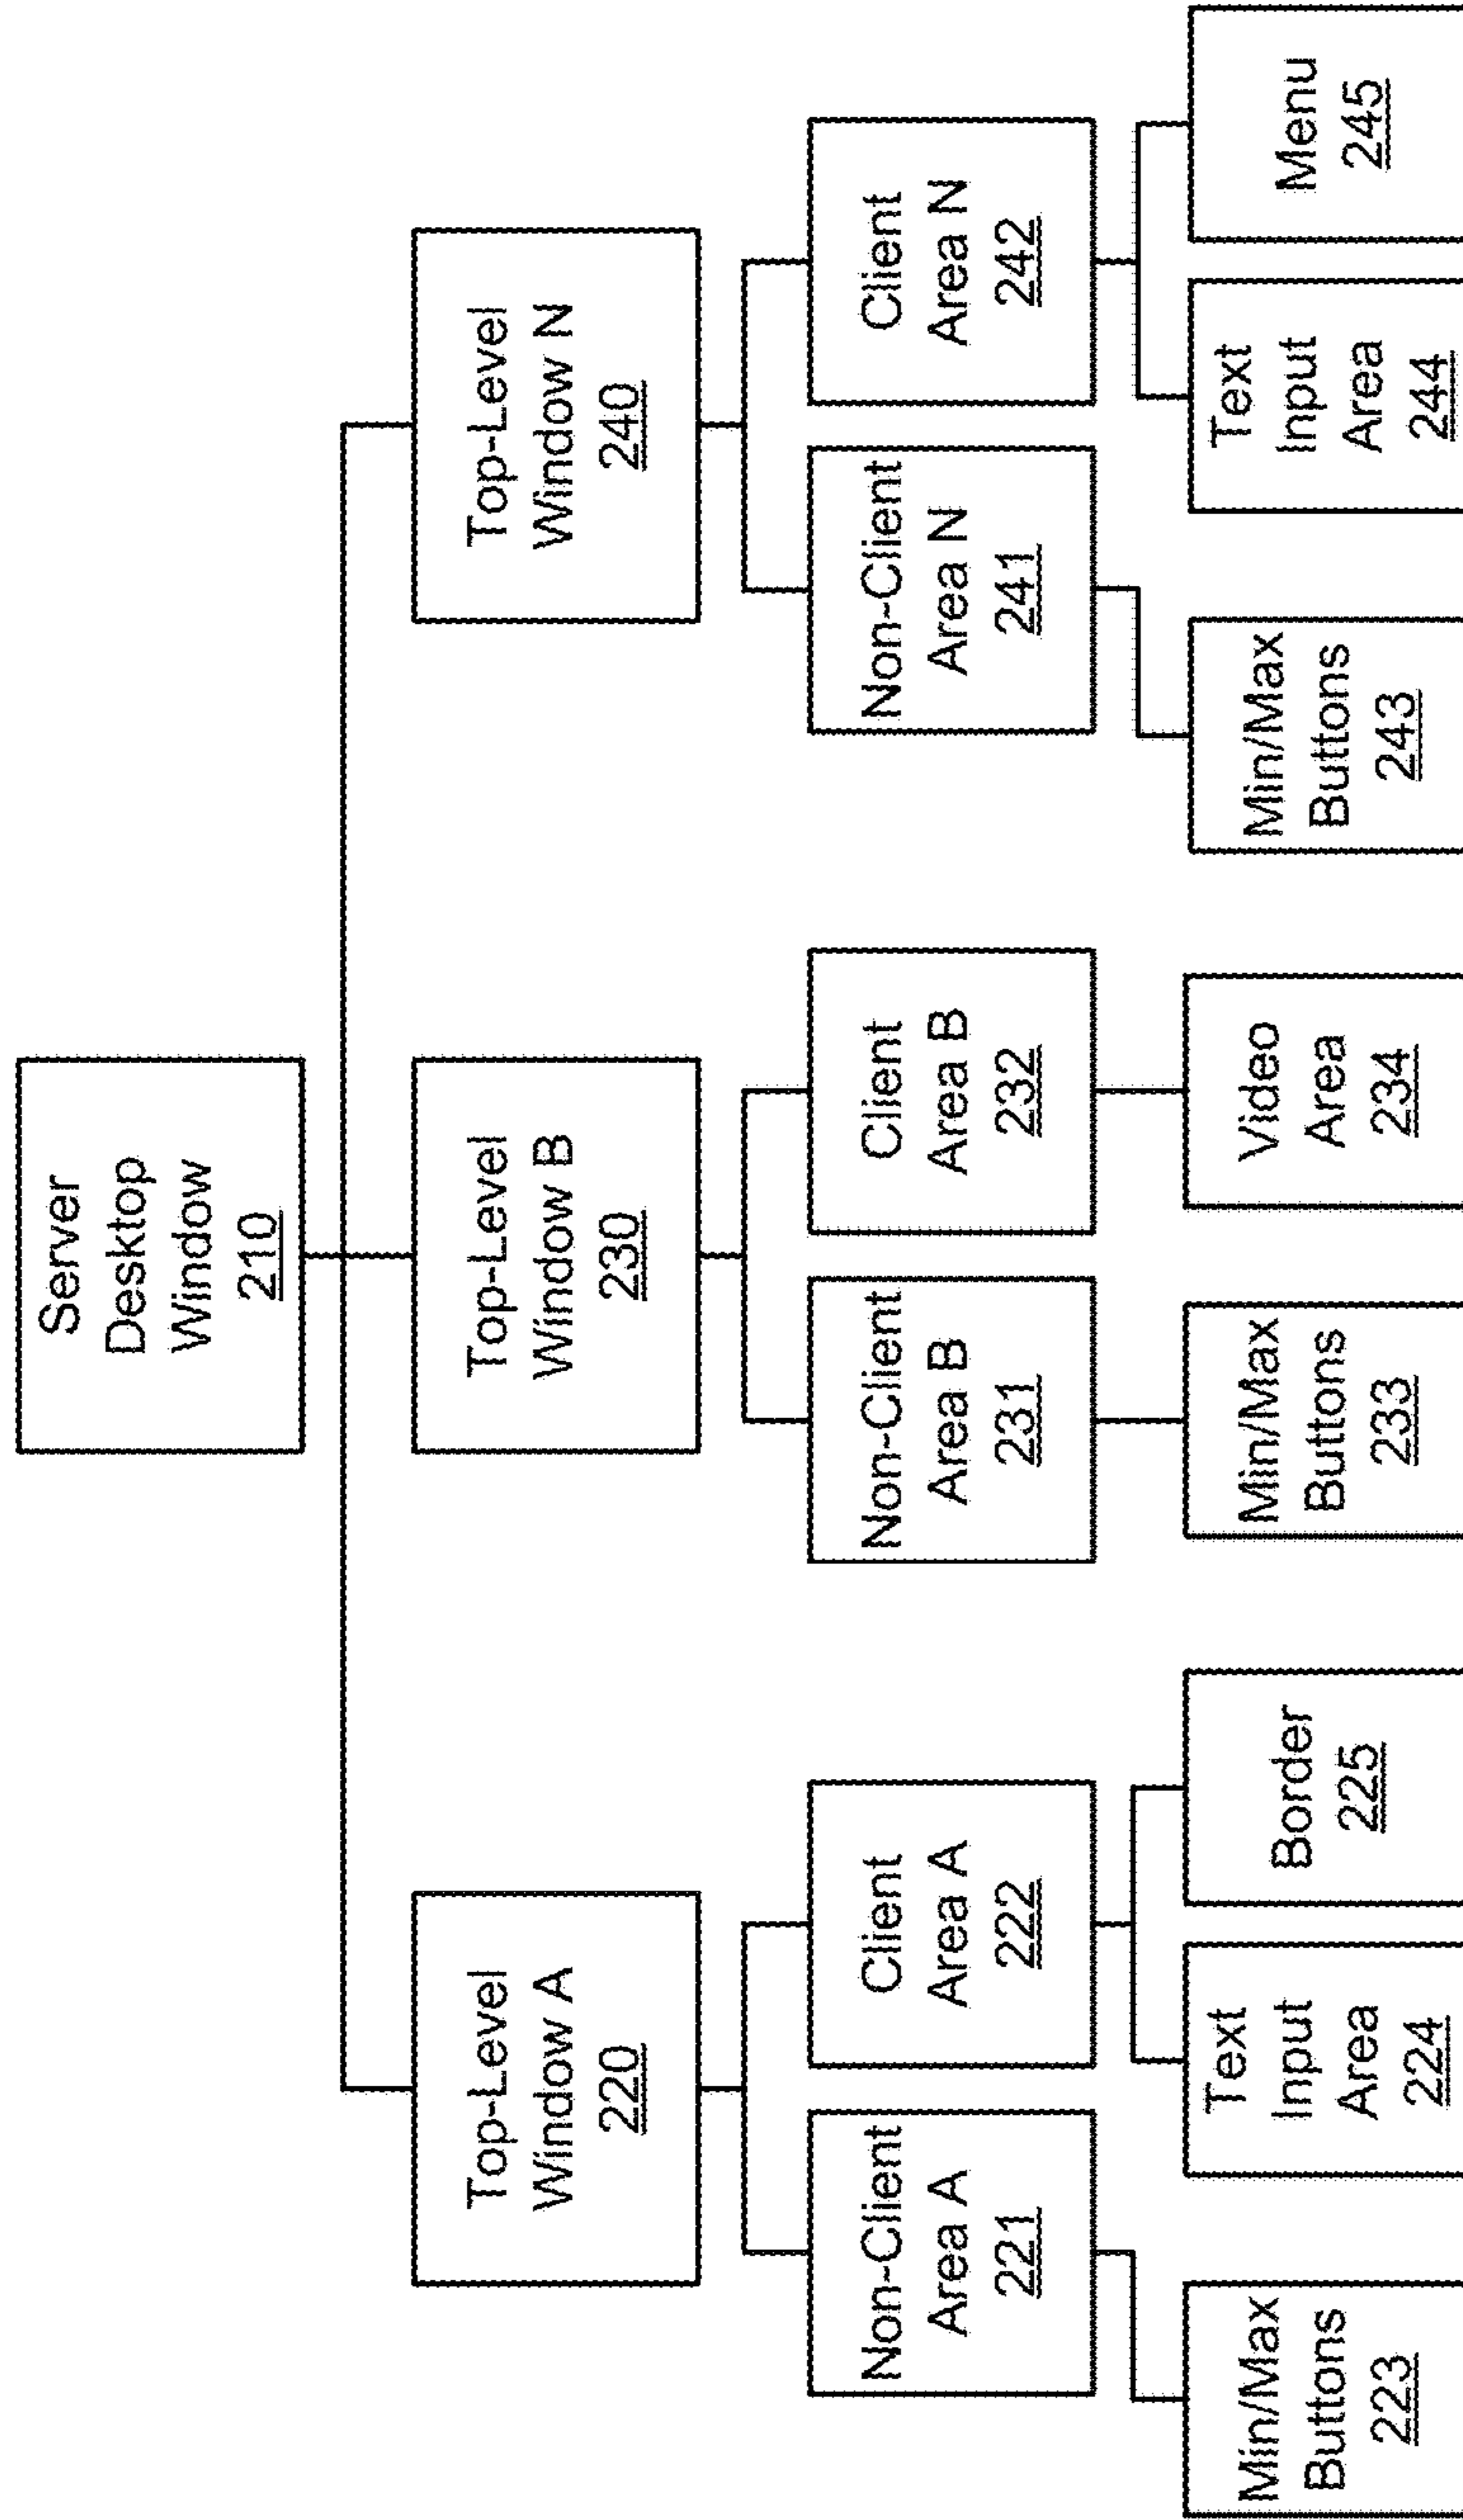 Server
Desktop
Window
210
Top-Level
Window A
220
Top-Level
Window B
230
Top-Level
Window N
240
Non-Client
Area A
221
Client
Area A
222
Non-Client
Area B
231
Client
Area B
232
Non-Client
Area N
241
Client
Area N
242
Min/Max
Buttons
223
Text
Input
Area
224
Border
225
Min/Max
Buttons
233
Video
Area
234
Min/Max
Buttons
243
Text
Input
Area
244
Menu
245